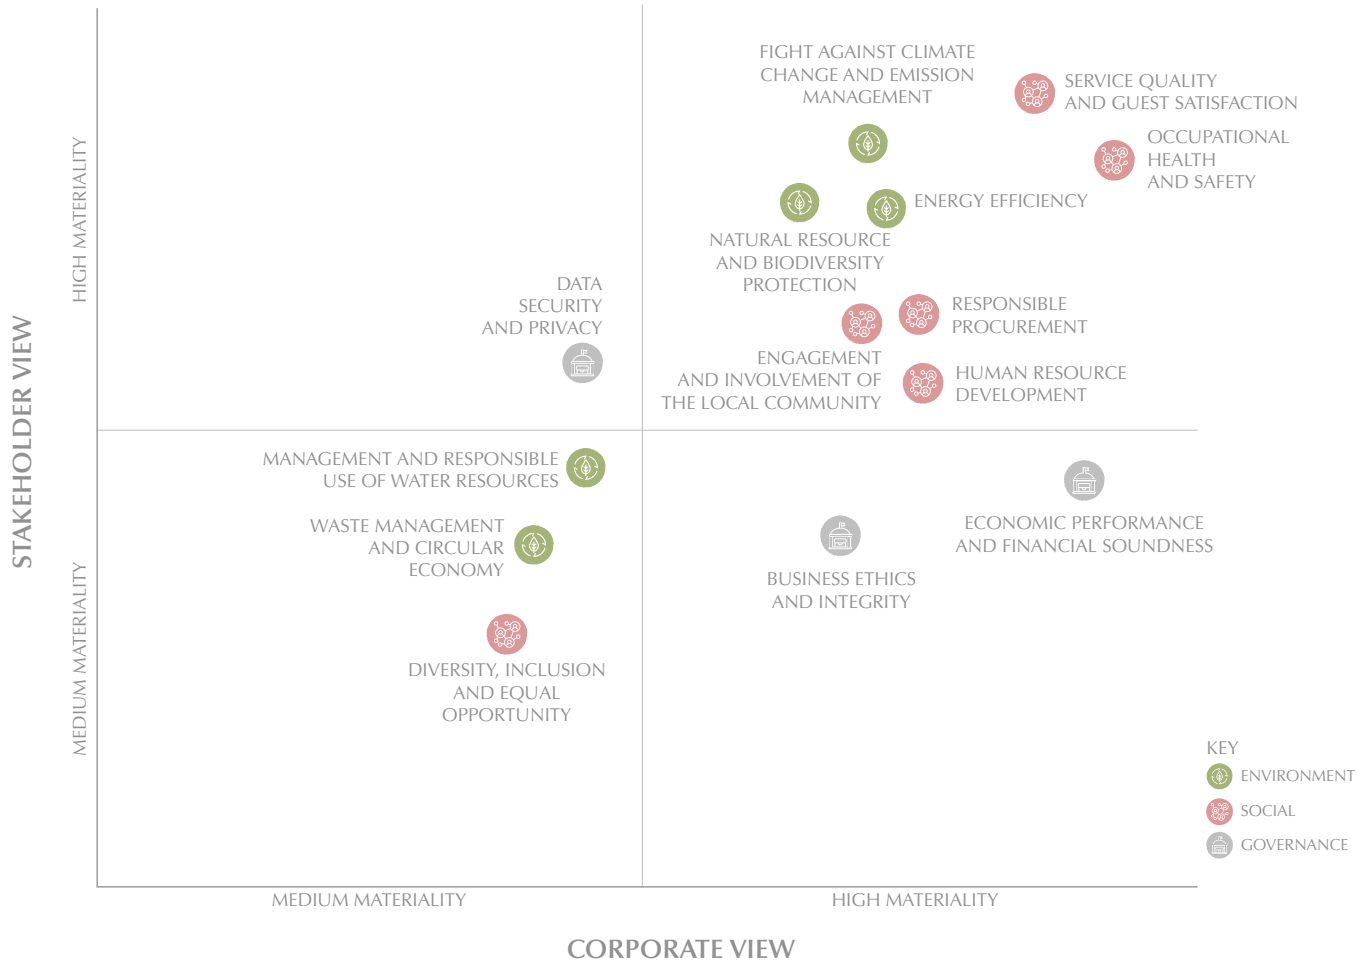 FIGHT AGAINST CLIMATE
CHANGE AND EMISSION
MANAGEMENT
SERVICE QUALITY
AND GUEST SATISFACTION
OCCUPATIONAL
HEALTH
AND SAFETY
ENERGY EFFICIENCY
NATURAL RESOURCE
AND BIODIVERSITY
PROTECTION
DATA
SECURITY
AND PRIVACY
RESPONSIBLE
PROCUREMENT
ENGAGEMENT
AND INVOLVEMENT OF
THE LOCAL COMMUNITY
HUMAN RESOURCE
DEVELOPMENT
HIGH MATERIALITY
STAKEHOLDER VIEW
MEDIUM MATERIALITY
MANAGEMENT AND RESPONSIBLE
USE OF WATER RESOURCES
WASTE MANAGEMENT
AND CIRCULAR
ECONOMY
DIVERSITY, INCLUSION
AND EQUAL
OPPORTUNITY
ECONOMIC PERFORMANCE
AND FINANCIAL SOUNDNESS
BUSINESS ETHICS
AND INTEGRITY
KEY
ENVIRONMENT
SOCIAL
GOVERNANCE
MEDIUM MATERIALITY
HIGH MATERIALITY
CORPORATE VIEW